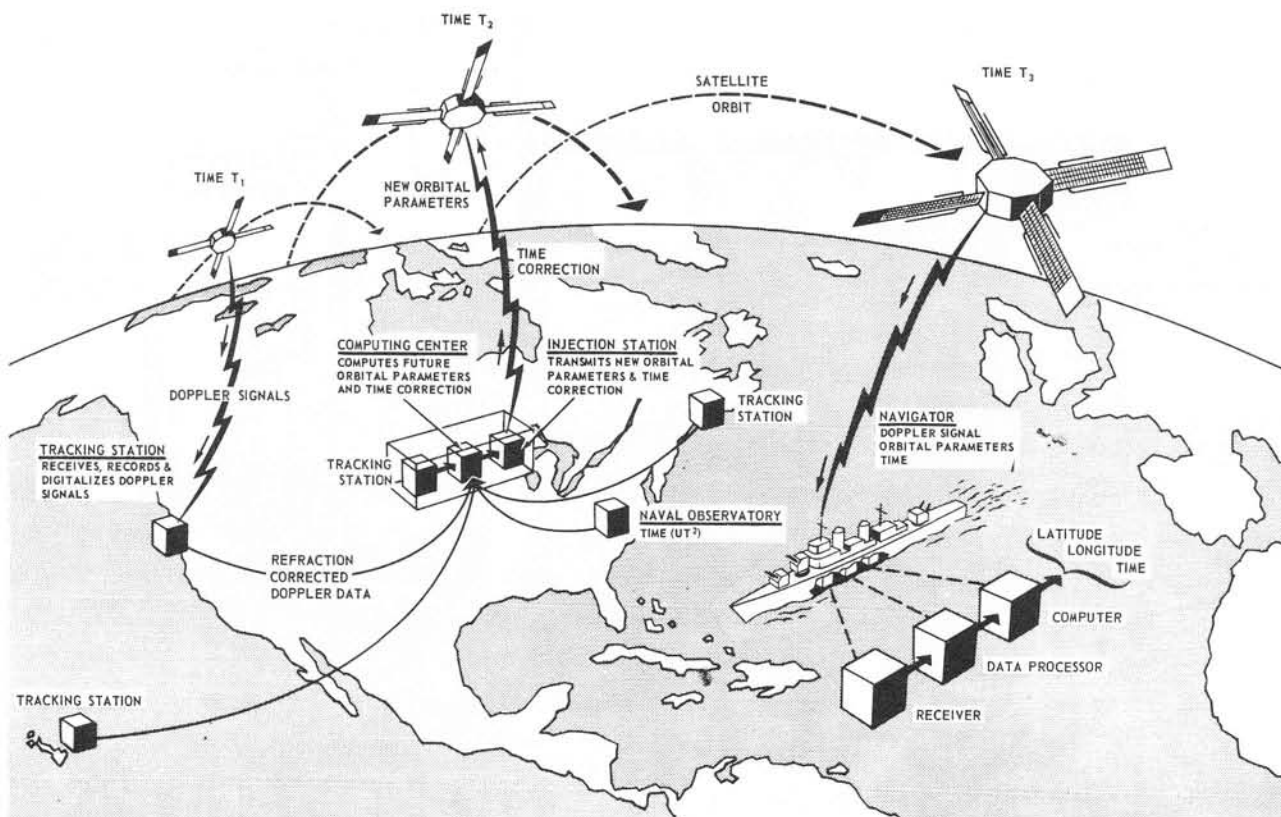 TIME T₂
TIME T₃
SATELLITE
ORBIT
TIME T₁
NEW ORBITAL
PARAMETERS
TIME
CORRECTION
COMPUTING CENTER
COMPUTES FUTURE
ORBITAL PARAMETERS
AND TIME CORRECTION
INJECTION STATION
TRANSMITS NEW ORBITAL
PARAMETERS & TIME
CORRECTION
DOPPLER SIGNALS
TRACKING
STATION
NAVIGATOR
DOPPLER SIGNAL
ORBITAL PARAMETERS
TIME
TRACKING STATION
RECEIVES, RECORDS &
DIGITALIZES DOPPLER
SIGNALS
TRACKING
STATION
NAVAL OBSERVATORY
TIME (UT²)
REFRACTION
CORRECTED
DOPPLER DATA
LATITUDE
LONGITUDE
TIME
COMPUTER
DATA PROCESSOR
RECEIVER
TRACKING STATION